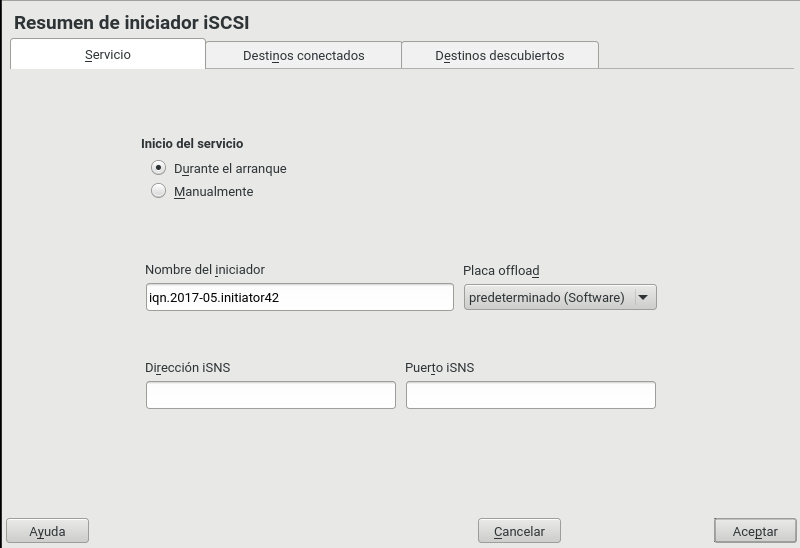 Resumen de iniciador iSCSI
Servicio
Destinos conectados
Destinos descubiertos
Inicio del servicio
Durante el arranque
Manualmente
Nombre del iniciador
Placa offload
iqn.2017-05.initiator42
predeterminado (Software)
Dirección iSNS
Puerto iSNS
Ayuda
Cancelar
Aceptar